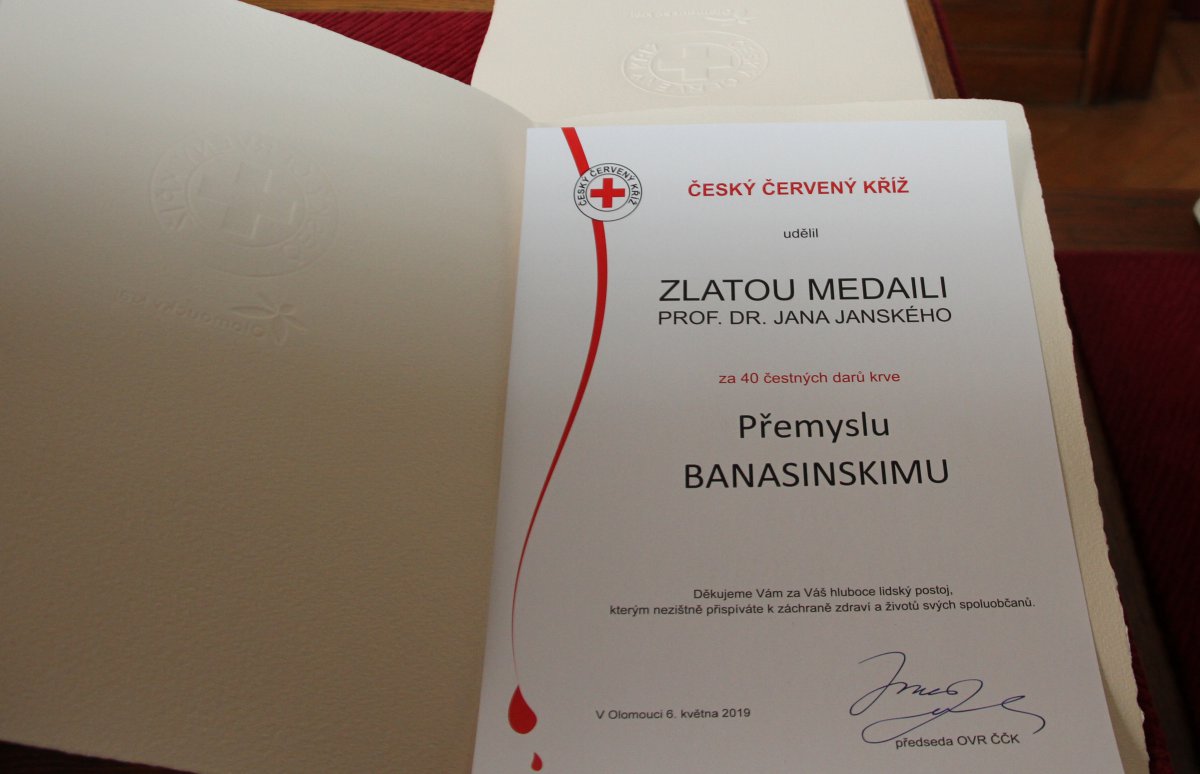 ČESKÝ ČERVENÝ KŘÍŽ
ČESKÝ ČERVENÝ KŘÍŽ
udělil
ZLATOU MEDAILI
PROF. DR. JANA JANSKÉHO
za 40 čestných darů krve
Přemyslu
BANASINSKIMU
Děkujeme Vám za Váš hluboce lidský postoj,
kterým nezištně přispíváte k záchraně zdraví a životů svých spoluobčanů.
V Olomouci 6. května 2019
předseda OVR ČČK